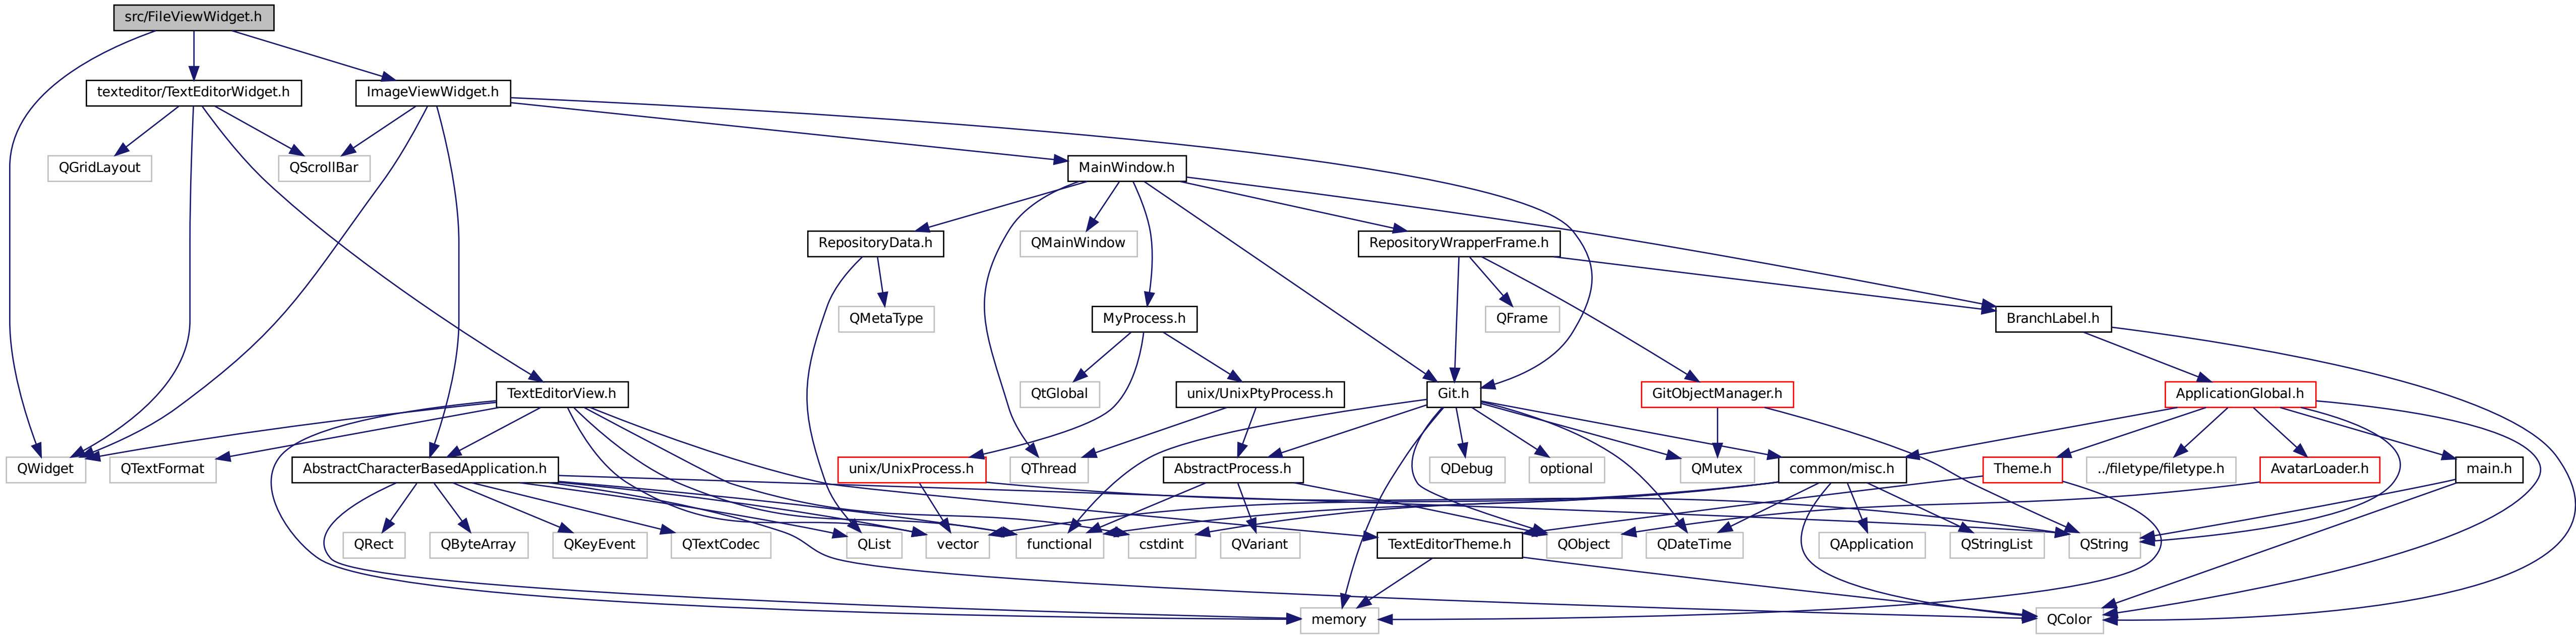 src/FileViewWidget.h
texteditor/TextEditorWidget.h
ImageViewWidget.h
QGridLayout
QScrollBar
MainWindow.h
RepositoryData.h
QMainWindow
RepositoryWrapperFrame.h
QMetaType
MyProcess.h
QFrame
BranchLabel.h
TextEditorView.h
QtGlobal
unix/UnixPtyProcess.h
Git.h
GitObjectManager.h
ApplicationGlobal.h
QWidget
QTextFormat
AbstractCharacterBasedApplication.h
unix/UnixProcess.h
QThread
AbstractProcess.h
QDebug
optional
QMutex
common/misc.h
Theme.h
../filetype/filetype.h
AvatarLoader.h
main.h
QRect
QByteArray
QKeyEvent
QTextCodec
QList
vector
functional
cstdint
QVariant
TextEditorTheme.h
QObject
QDateTime
QApplication
QStringList
QString
memory
QColor